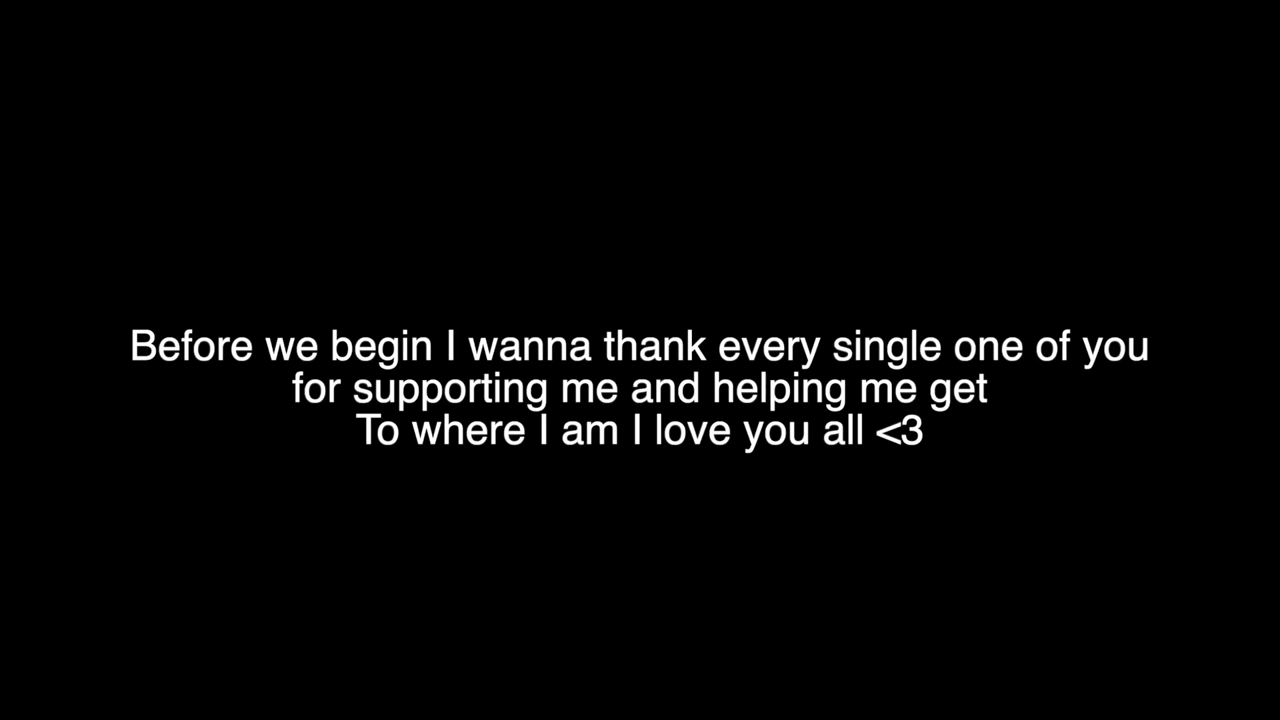 Before we begin I wanna thank every single one of you
for supporting me and helping me get
To where I am I love you all <3